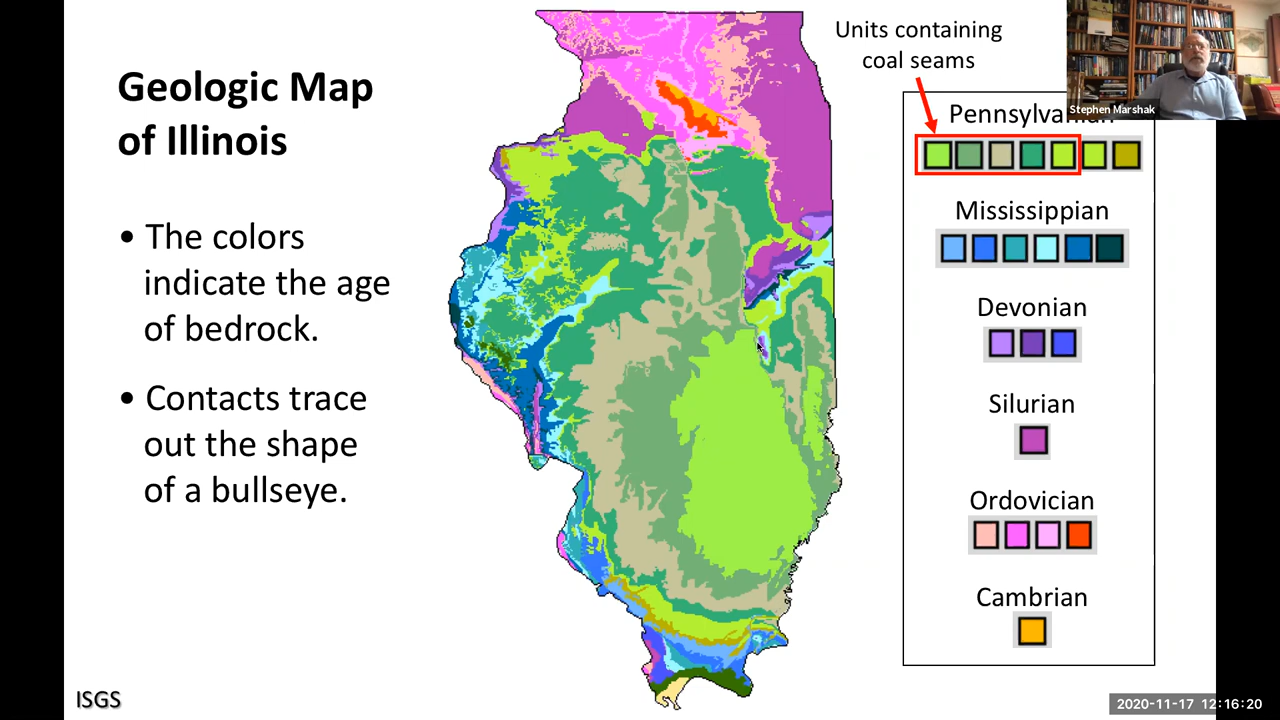 Geologic Map
of Illinois
• The colors
indicate the age
of bedrock.
• Contacts trace
out the shape
of a bullseye.
ISGS
Units containing
coal seams
Stephen Marshak
Pennsylvanian
Mississippian
Devonian
Silurian
Ordovician
Cambrian
2020-11-17 12:16:20